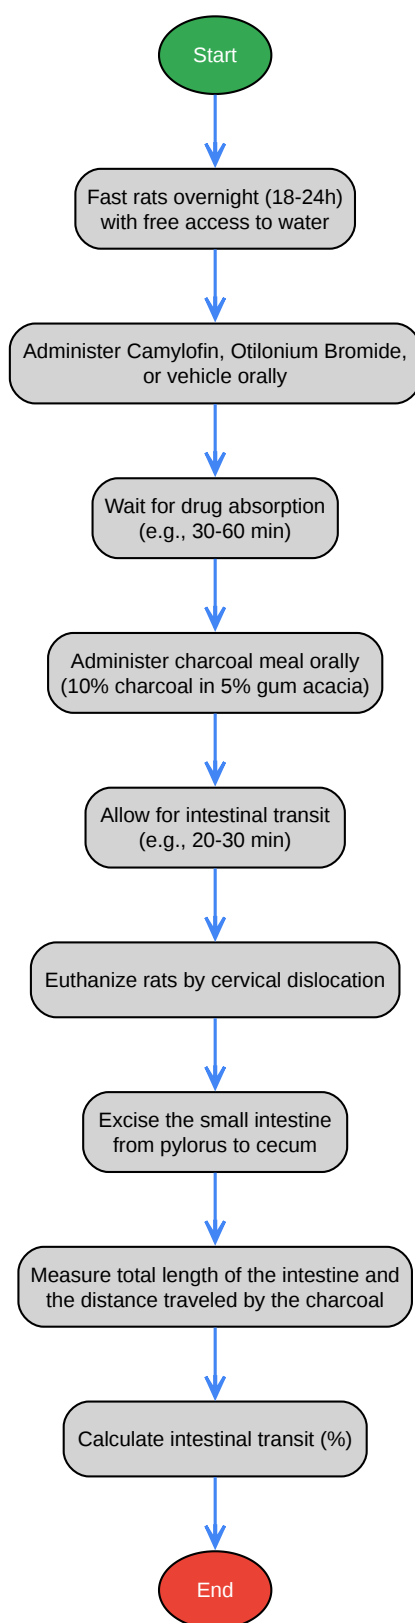 Start
Fast rats overnight (18-24h)
with free access to water
Administer Camylofin, Otilonium Bromide,
or vehicle orally
Wait for drug absorption
(e.g., 30-60 min)
Administer charcoal meal orally
(10% charcoal in 5% gum acacia)
Allow for intestinal transit
(e.g., 20-30 min)
Euthanize rats by cervical dislocation
Excise the small intestine
from pylorus to cecum
Measure total length of the intestine and
the distance traveled by the charcoal
Calculate intestinal transit (%)
End